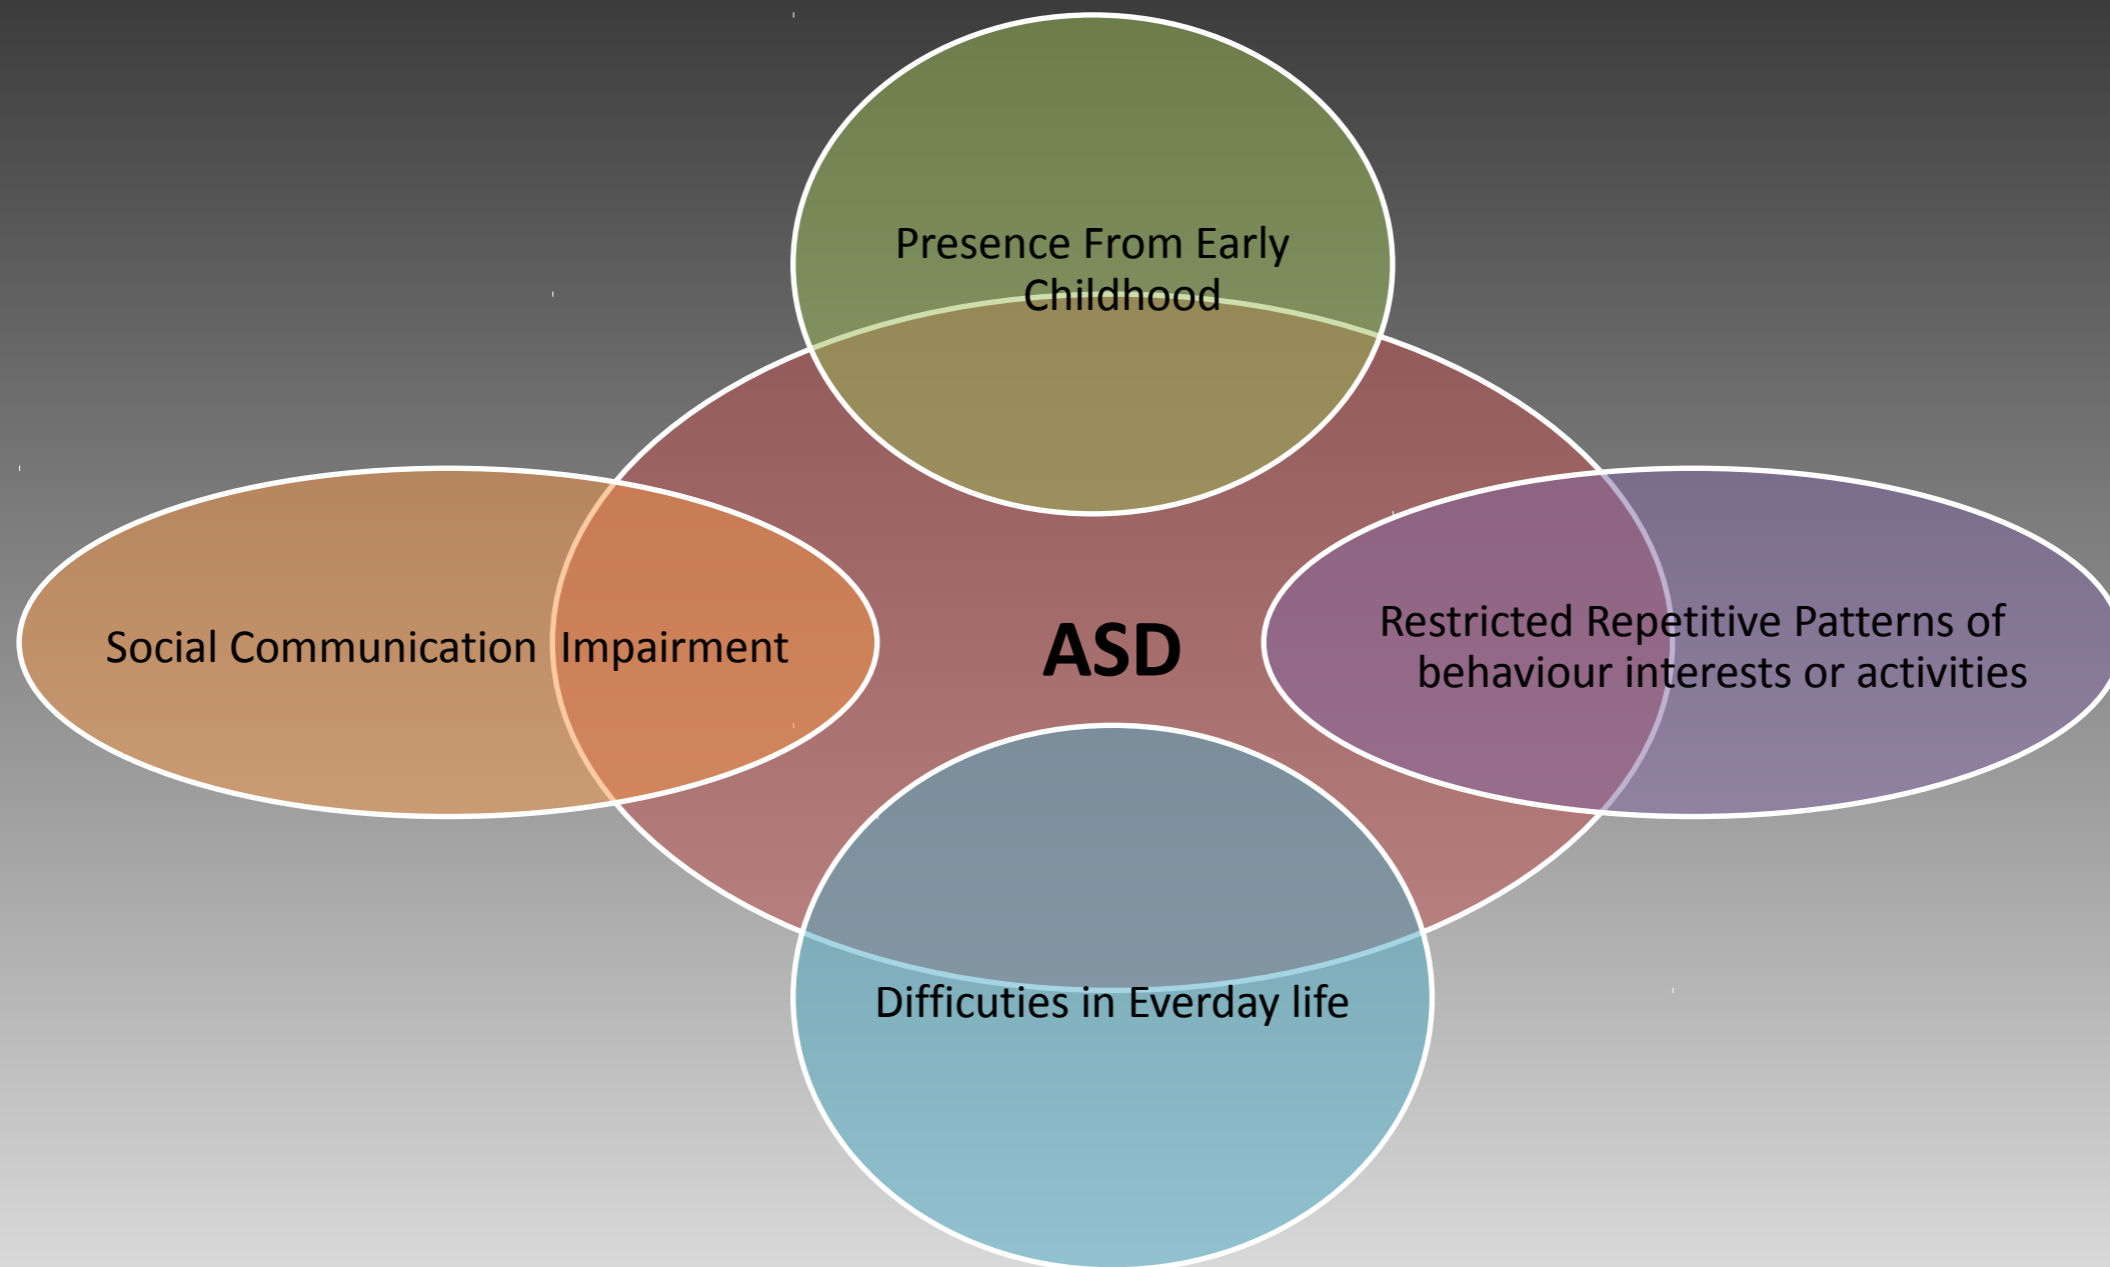 Presence From Early
Childhood
Social Communication Impairment
ASD
Restricted Repetitive Patterns of
behaviour interests or activities
Difficuties in Everday life